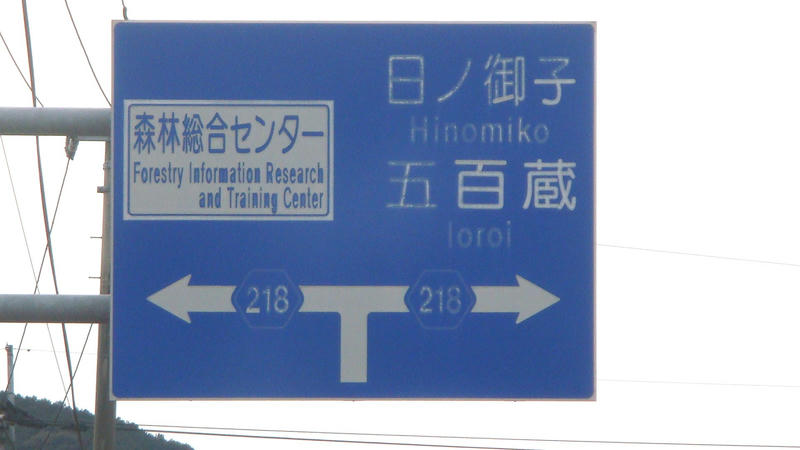 森林総合センター
Forestry Information Research
and Training Center
日ノ御子
Hinomiko
五百蔵
Ioroi
218
218